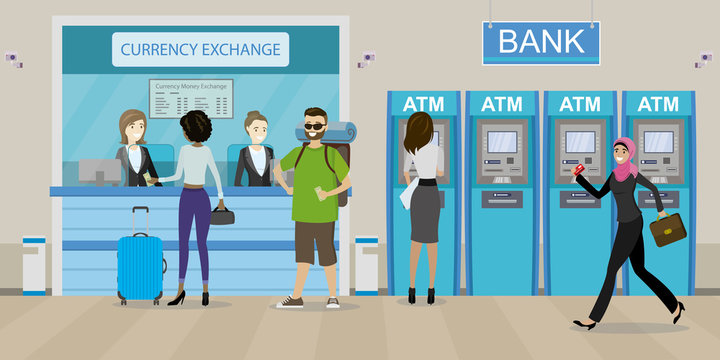 CURRENCY EXCHANGE
Currency Money Exchange
BANK
ATM
ATM
ATM
ATM